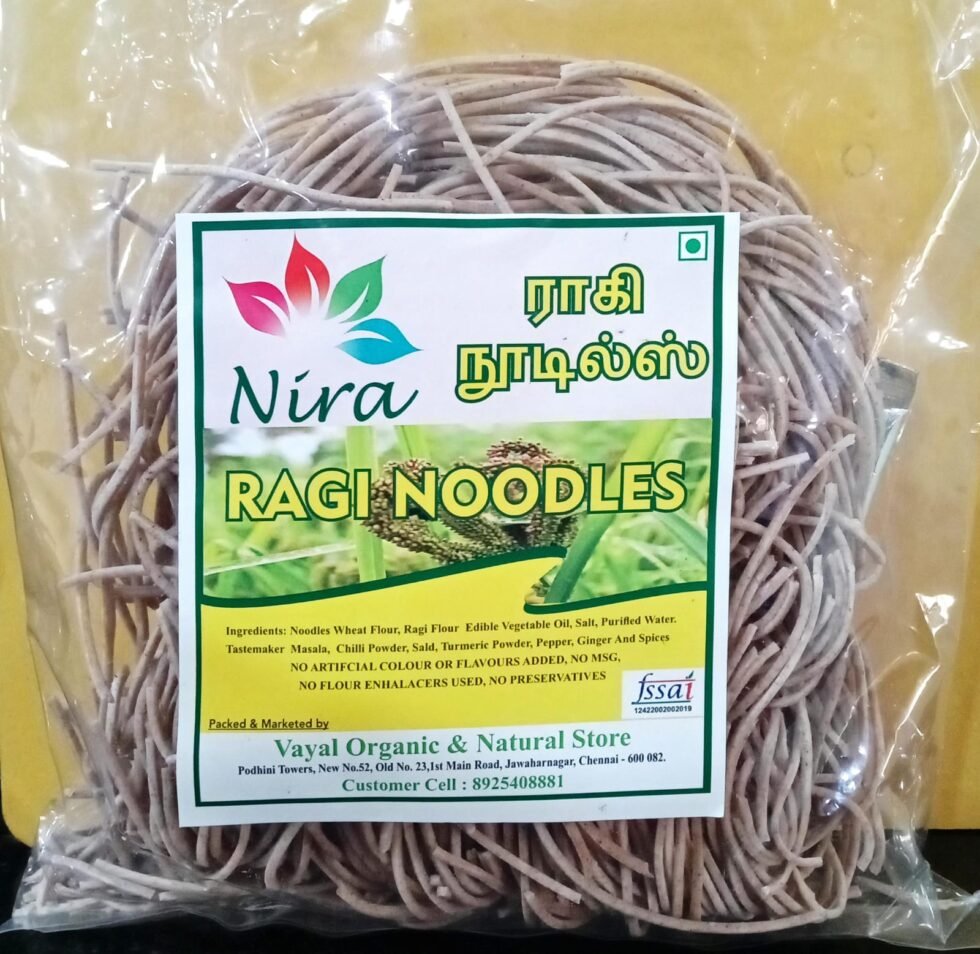 Nira
ராகி
நூடில்ஸ்
RAGI NOODLES
Ingredients: Noodles Wheat Flour, Ragi Flour Edible Vegetable Oil, Salt, Purified Water.
Tastemaker Masala, Chilli Powder, Sald, Turmeric Powder, Pepper, Ginger And Spices
NO ARTIFCIAL COLOUR OR FLAVOURS ADDED, NO MSG,
NO FLOUR ENHALACERS USED, NO PRESERVATIVES
fssai
12422002002019
Packed & Marketed by
Vayal Organic & Natural Store
Podhini Towers, New No.52, Old No. 23,1st Main Road, Jawaharnagar, Chennai - 600 082.
Customer Cell : 8925408881